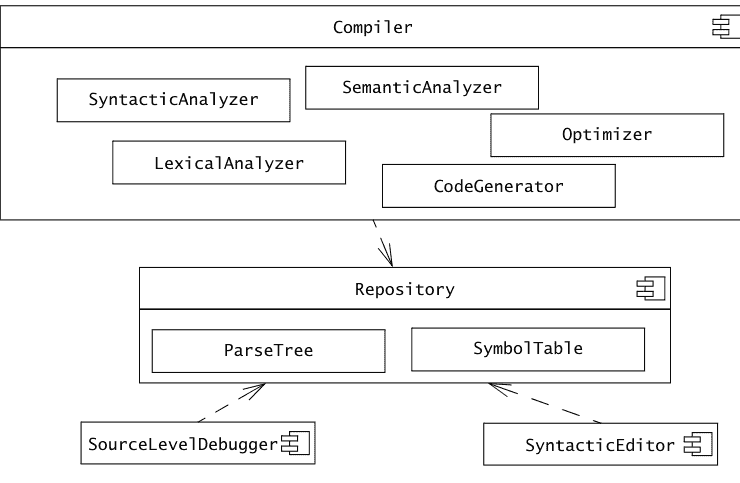 Compiler
SemanticAnalyzer
SyntacticAnalyzer
Optimizer
LexicalAnalyzer
CodeGenerator
Repository
ParseTree
SymbolTable
SourceLevelDebugger
SyntacticEditor